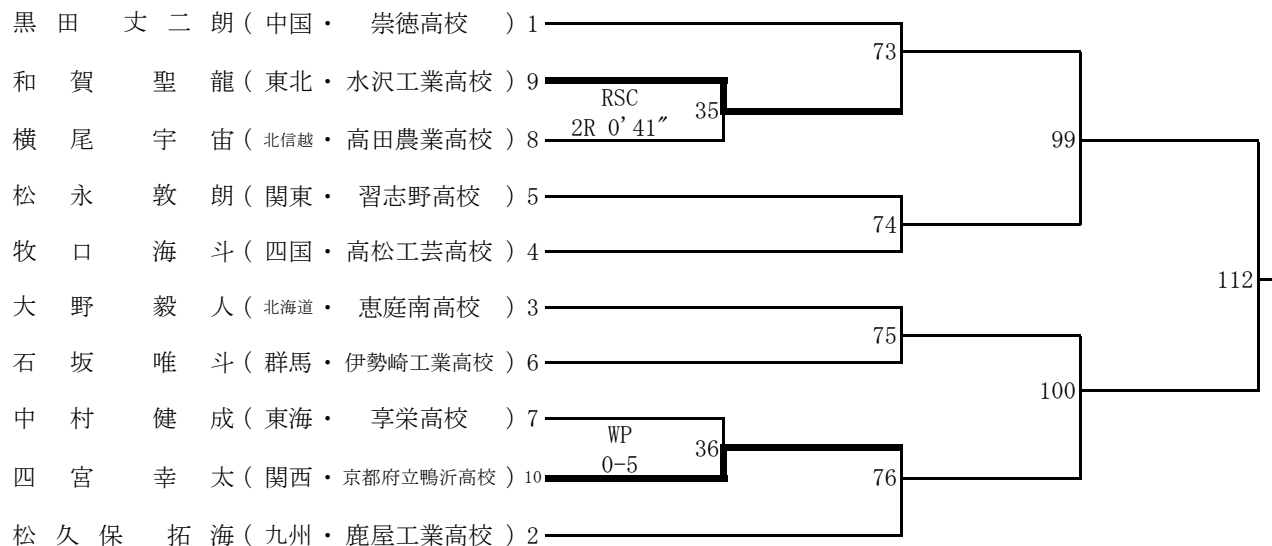 黒田 丈二朗 ( 中国 ・ 崇徳高校 ) 1
73
和賀 聖龍 ( 東北 ・ 水沢工業高校 ) 9
RSC
35
2R 0'41"
横尾 宇宙 ( 北信越 ・ 高田農業高校 ) 8
99
松永 敦朗 ( 関東 ・ 習志野高校 ) 5
74
牧口 海斗 ( 四国 ・ 高松工芸高校 ) 4
112
大野 毅人 ( 北海道 ・ 恵庭南高校 ) 3
75
石坂 唯斗 ( 群馬 ・ 伊勢崎工業高校 ) 6
100
中村 健成 ( 東海 ・ 享栄高校 ) 7
WP
36
0-5
四宮 幸太 ( 関西 ・ 京都府立鴨沂高校 ) 10
76
松久保 拓海 ( 九州 ・ 鹿屋工業高校 ) 2